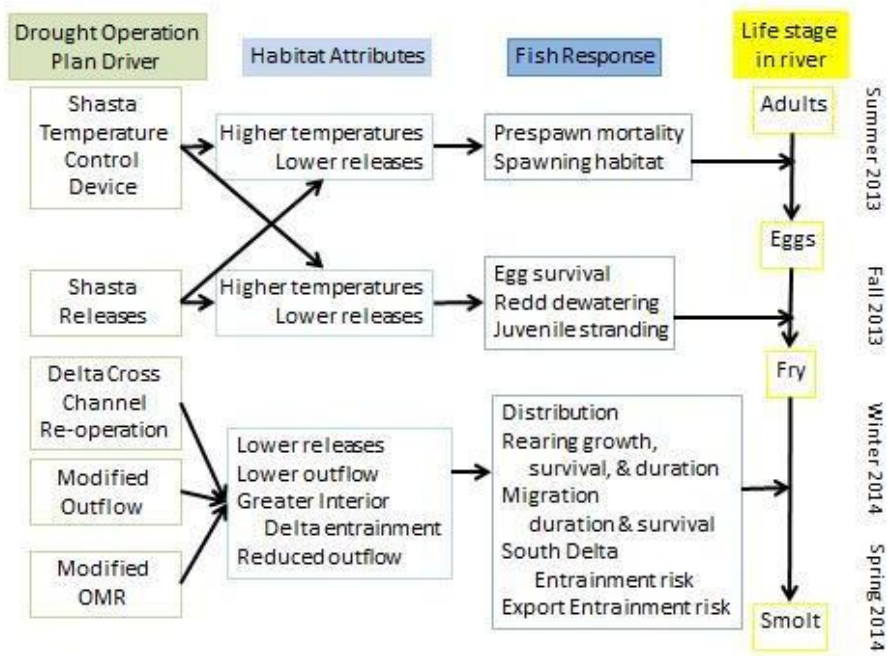 Drought Operation
Plan Driver
Habitat Attributes
Fish Response
Life stage
in river
Shasta
Temperature
Control
Device
Higher temperatures
Lower releases
Prespawn mortality
Spawning habitat
Adults
Summer 2013
Eggs
Shasta
Releases
Higher temperatures
Lower releases
Egg survival
Redd dewatering
Juvenile stranding
Fall 2013
Fry
Delta Cross
Channel
Re-operation
Modified
Outflow
Modified
OMR
Lower releases
Lower outflow
Greater Interior
Delta entrainment
Reduced outflow
Distribution
Rearing growth,
survival, & duration
Migration
duration & survival
South Delta
Entrainment risk
Export Entrainment risk
Winter 2014
Spring 2014
Smolt